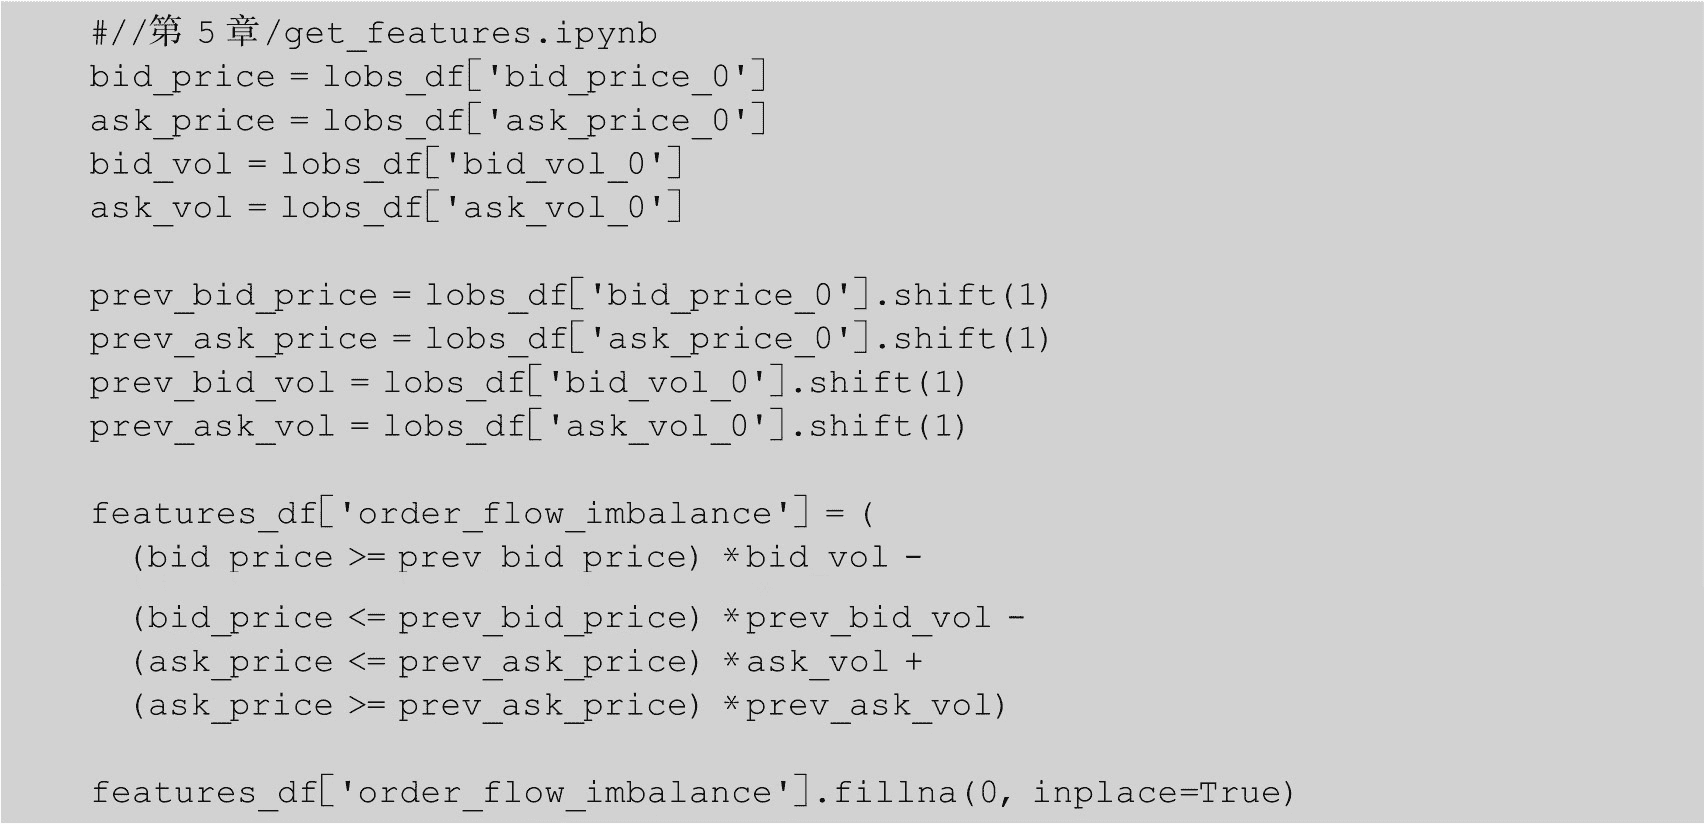 #//第 5 章/get_features.ipynb
bid_price = lobs_df['bid_price_0']
ask_price = lobs_df['ask_price_0']
bid_vol = lobs_df['bid_vol_0']
ask_vol = lobs_df['ask_vol_0']
prev_bid_price = lobs_df['bid_price_0'].shift(1)
prev_ask_price = lobs_df['ask_price_0'].shift(1)
prev_bid_vol = lobs_df['bid_vol_0'].shift(1)
prev_ask_vol = lobs_df['ask_vol_0'].shift(1)
features_df['order_flow_imbalance'] = (
(bid price >= prev bid price) *bid vol -
(bid_price <= prev_bid_price) *prev_bid_vol -
(ask_price <= prev_ask_price) *ask_vol +
(ask_price >= prev_ask_price) *prev_ask_vol)
features_df['order_flow_imbalance'].fillna(0, inplace=True)